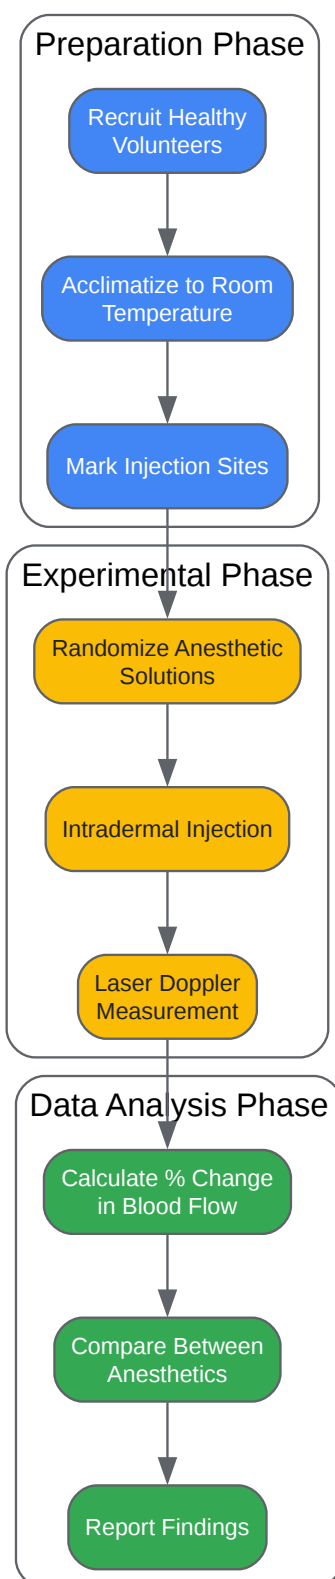 Preparation Phase
Recruit Healthy
Volunteers
Acclimatize to Room
Temperature
Mark Injection Sites
Experimental Phase
Randomize Anesthetic
Solutions
Intradermal Injection
Laser Doppler
Measurement
Data Analysis Phase
Calculate % Change
in Blood Flow
Compare Between
Anesthetics
Report Findings